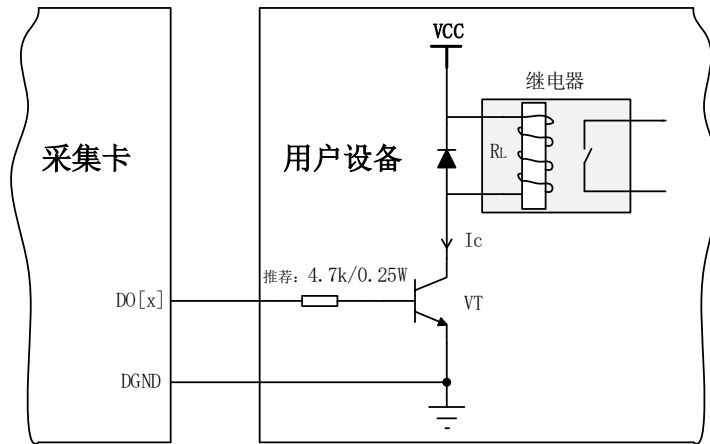 VCC
继电器
采集卡
用户设备
RL
Ic
推荐: 4.7k/0.25W
DO[x]
VT
DGND